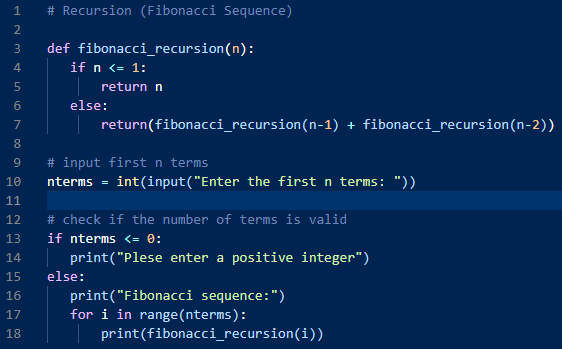 1 # Recursion (Fibonacci Sequence)
2
3 def fibonacci_recursion(n):
4     if n <= 1:
5         return n
6     else:
7         return(fibonacci_recursion(n-1) + fibonacci_recursion(n-2))
8
9 # input first n terms
10 nterms = int(input("Enter the first n terms: "))
11
12 # check if the number of terms is valid
13 if nterms <= 0:
14     print("Plese enter a positive integer")
15 else:
16     print("Fibonacci sequence:")
17     for i in range(nterms):
18         print(fibonacci_recursion(i))